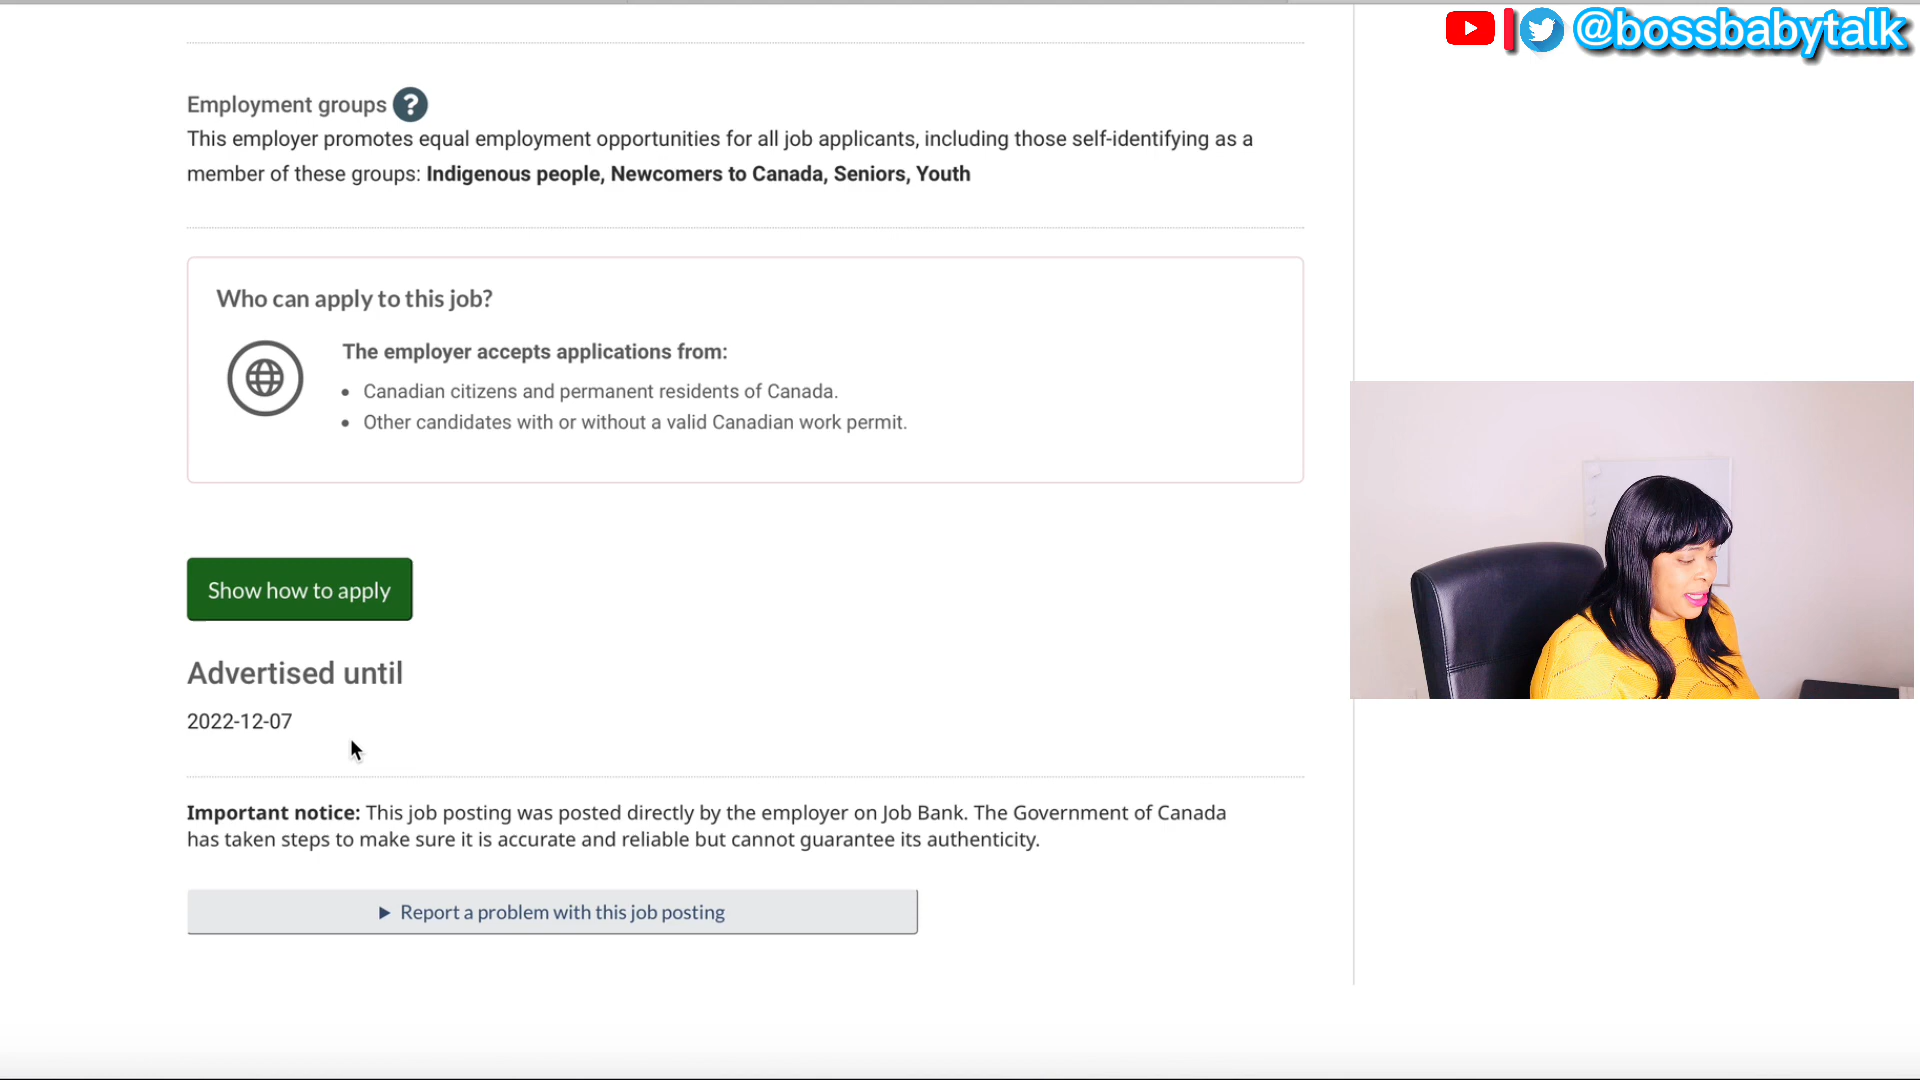 @bossbabytalk
Employment groups ?
This employer promotes equal employment opportunities for all job applicants, including those self-identifying as a
member of these groups: Indigenous people, Newcomers to Canada, Seniors, Youth
Who can apply to this job?
The employer accepts applications from:
• Canadian citizens and permanent residents of Canada.
• Other candidates with or without a valid Canadian work permit.
Show how to apply
Advertised until
2022-12-07
Important notice: This job posting was posted directly by the employer on Job Bank. The Government of Canada
has taken steps to make sure it is accurate and reliable but cannot guarantee its authenticity.
Report a problem with this job posting